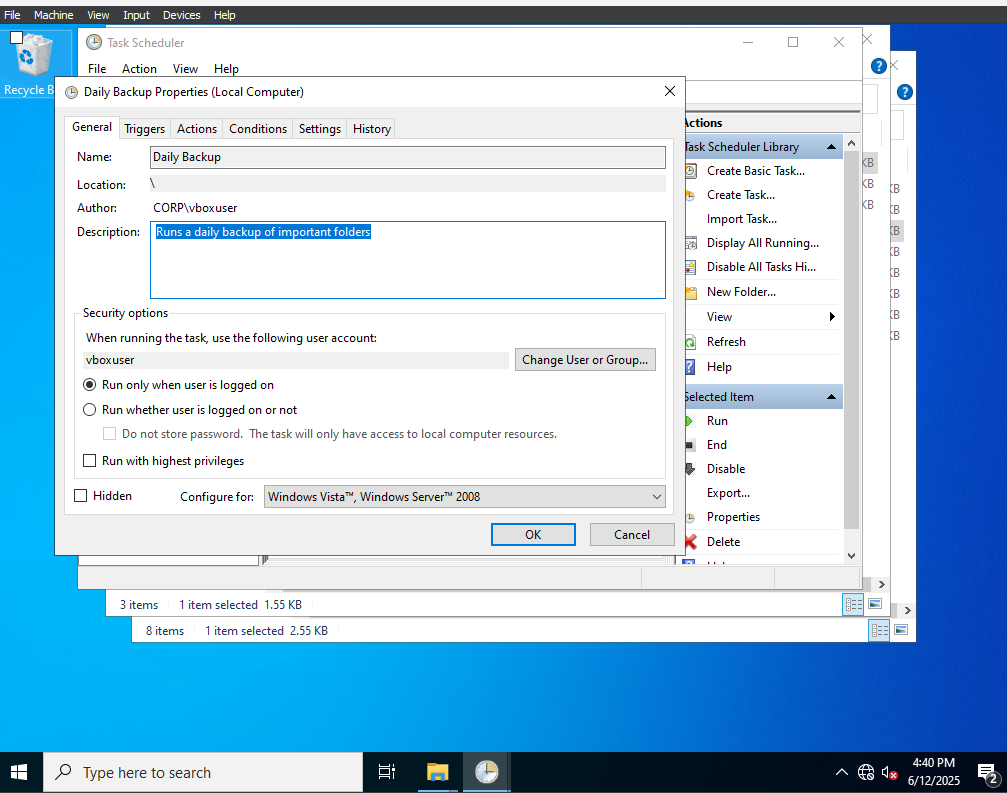 File Machine View Input Devices Help
Recycle B
Task Scheduler
File Action View Help
Daily Backup Properties (Local Computer)
General Triggers Actions Conditions Settings History
Name: Daily Backup
Location: \
Author: CORP\vboxuser
Description: Runs a daily backup of important folders
Security options
When running the task, use the following user account:
vboxuser Change User or Group...
Run only when user is logged on
Run whether user is logged on or not
Do not store password. The task will only have access to local computer resources.
Run with highest privileges
Hidden Configure for: Windows Vista™, Windows Server™ 2008
OK Cancel
Actions
Task Scheduler Library
Create Basic Task...
Create Task...
Import Task...
Display All Running...
Disable All Tasks Hi...
New Folder...
View
Refresh
Help
Selected Item
Run
End
Disable
Export...
Properties
Delete
KB
KB
KB
KB
KB
KB
KB
KB
KB
KB
KB
3 items 1 item selected 1.55 KB
8 items 1 item selected 2.55 KB
Type here to search
4:40 PM
6/12/2025
2